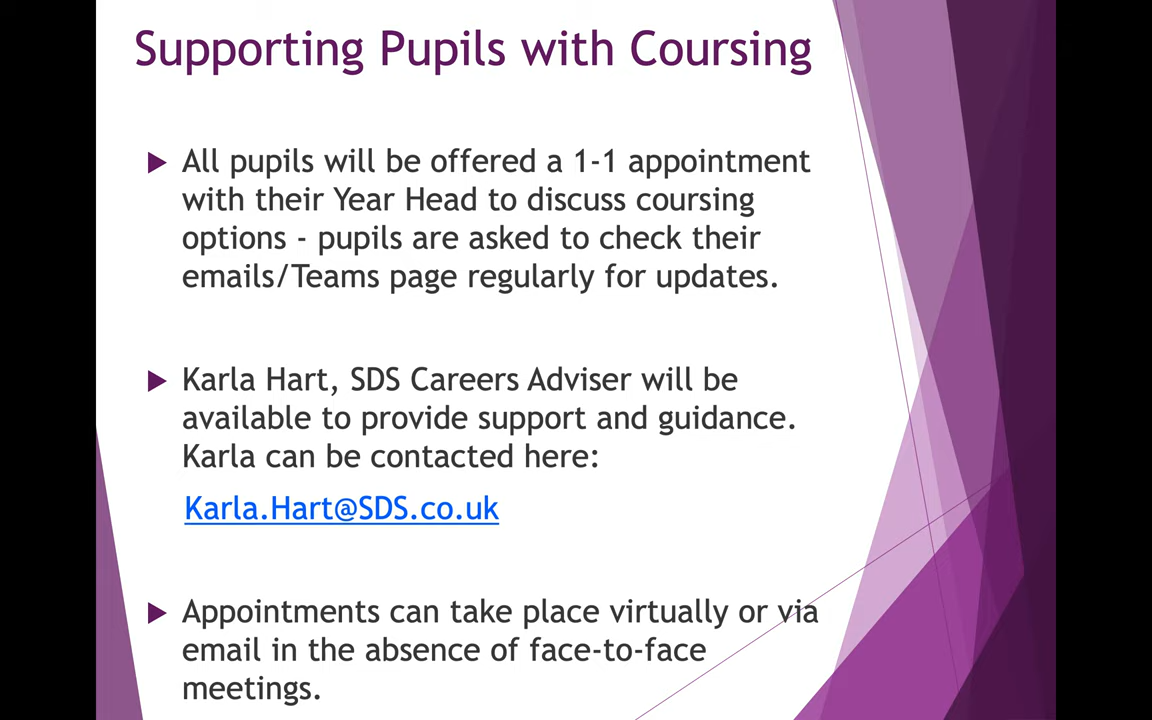 Supporting Pupils with Coursing
All pupils will be offered a 1-1 appointment
with their Year Head to discuss coursing
options - pupils are asked to check their
emails/Teams page regularly for updates.
Karla Hart, SDS Careers Adviser will be
available to provide support and guidance.
Karla can be contacted here:
Karla.Hart@SDS.co.uk
Appointments can take place virtually or via
email in the absence of face-to-face
meetings.